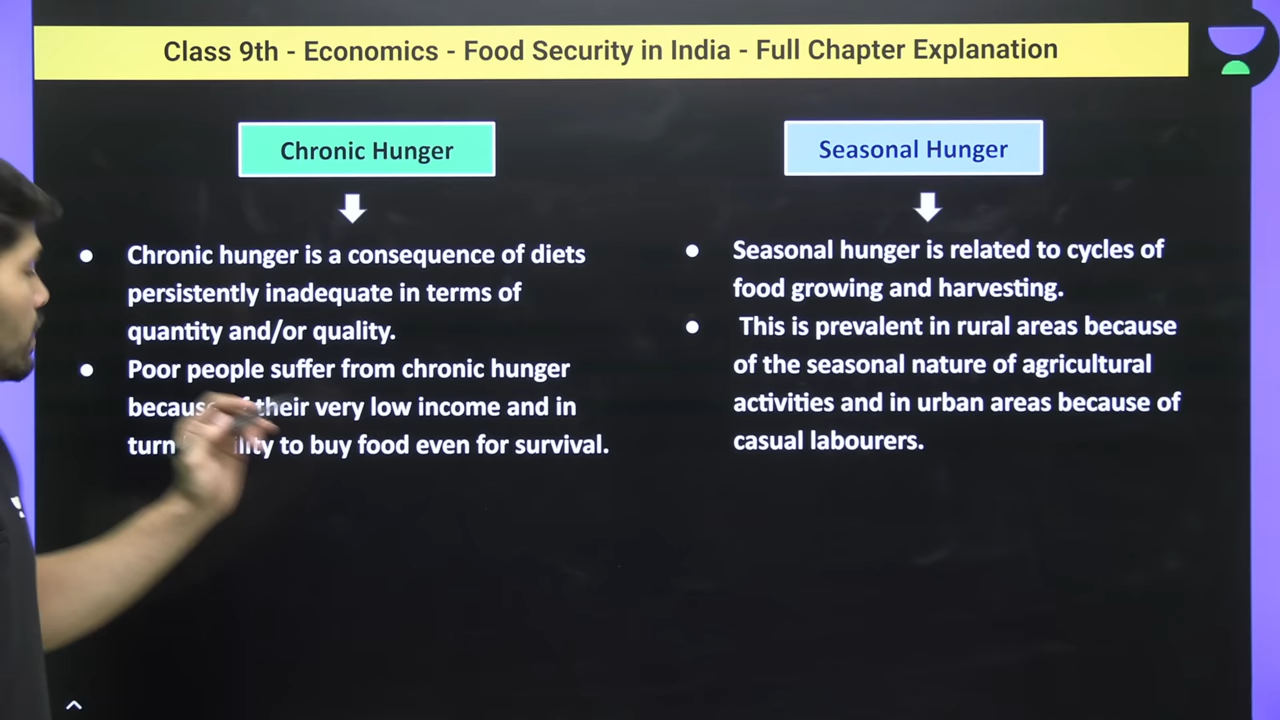 Class 9th - Economics - Food Security in India - Full Chapter Explanation
Chronic Hunger
● Chronic hunger is a consequence of diets
persistently inadequate in terms of
quantity and/or quality.
● Poor people suffer from chronic hunger
because of their very low income and in
turn to buy food even for survival.
Seasonal Hunger
● Seasonal hunger is related to cycles of
food growing and harvesting.
● This is prevalent in rural areas because
of the seasonal nature of agricultural
activities and in urban areas because of
casual labourers.